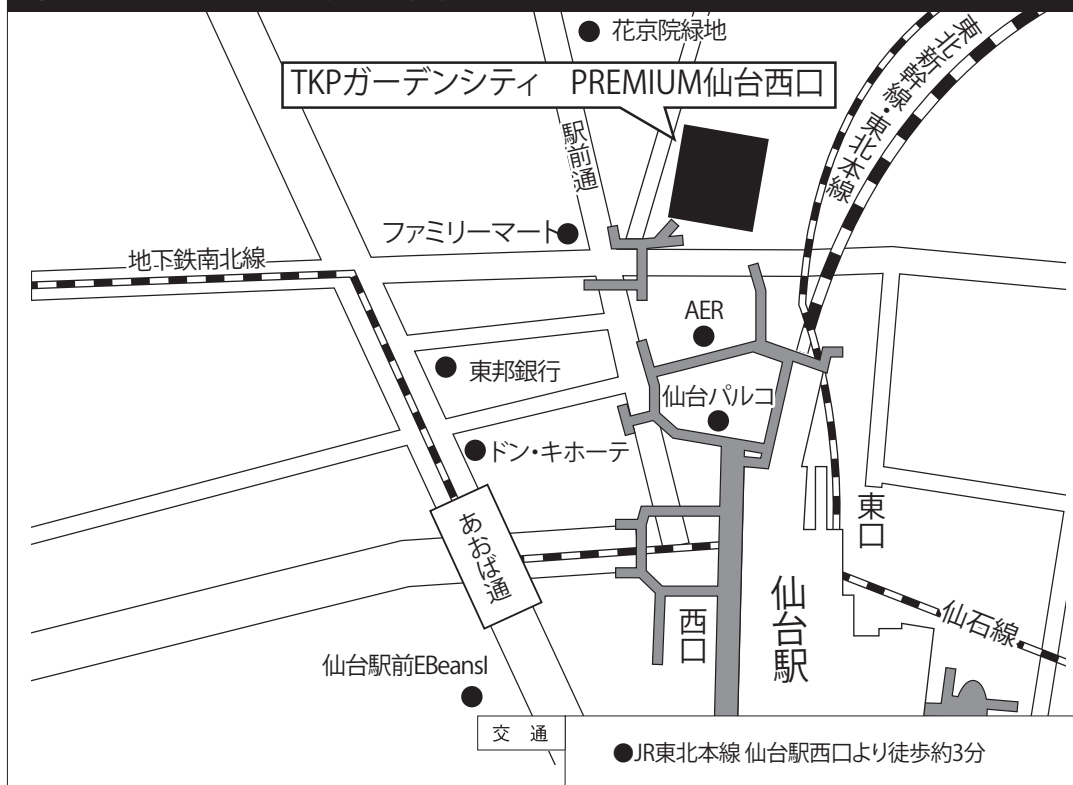 花京院緑地
TKPガーデンシティ　PREMIUM仙台西口
東北新幹線・東北本線
駅前通
ファミリーマート
地下鉄南北線
AER
東邦銀行
仙台パルコ
ドン・キホーテ
東口
あおば通
仙台駅
西口
仙石線
仙台駅前EBeansI
交　通
●JR東北本線 仙台駅西口より徒歩約3分